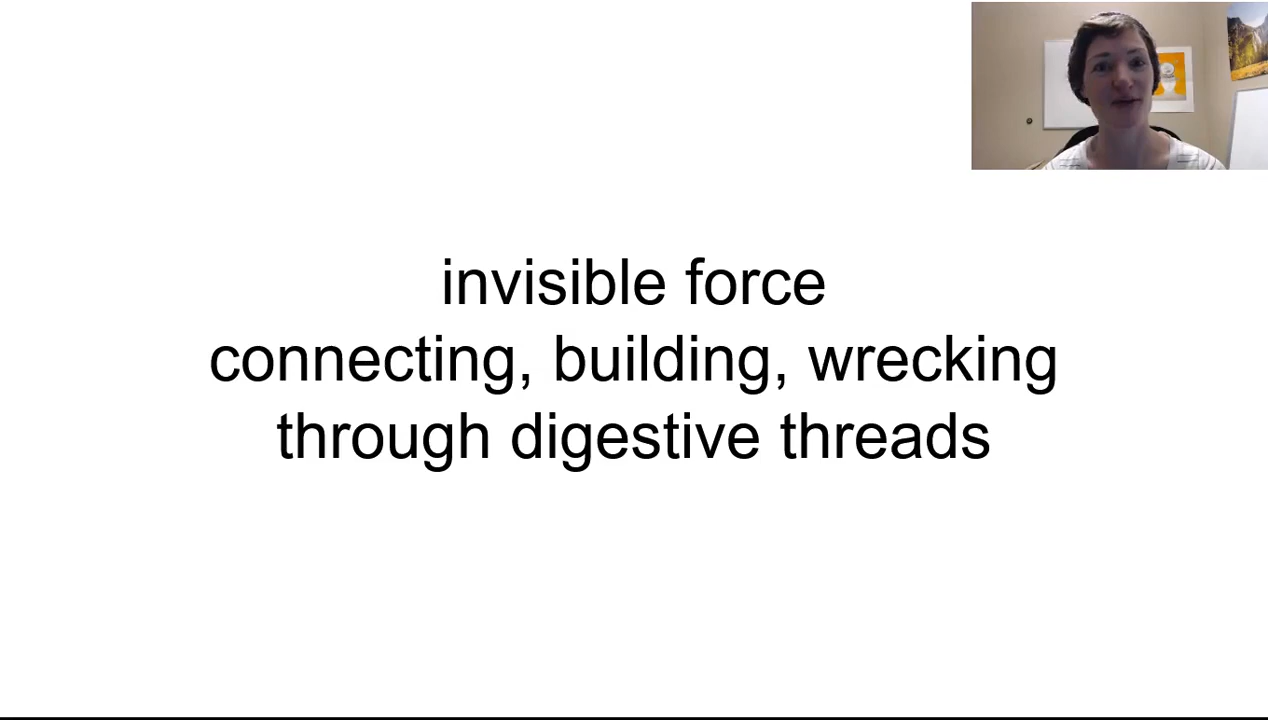 invisible force
connecting, building, wrecking
through digestive threads